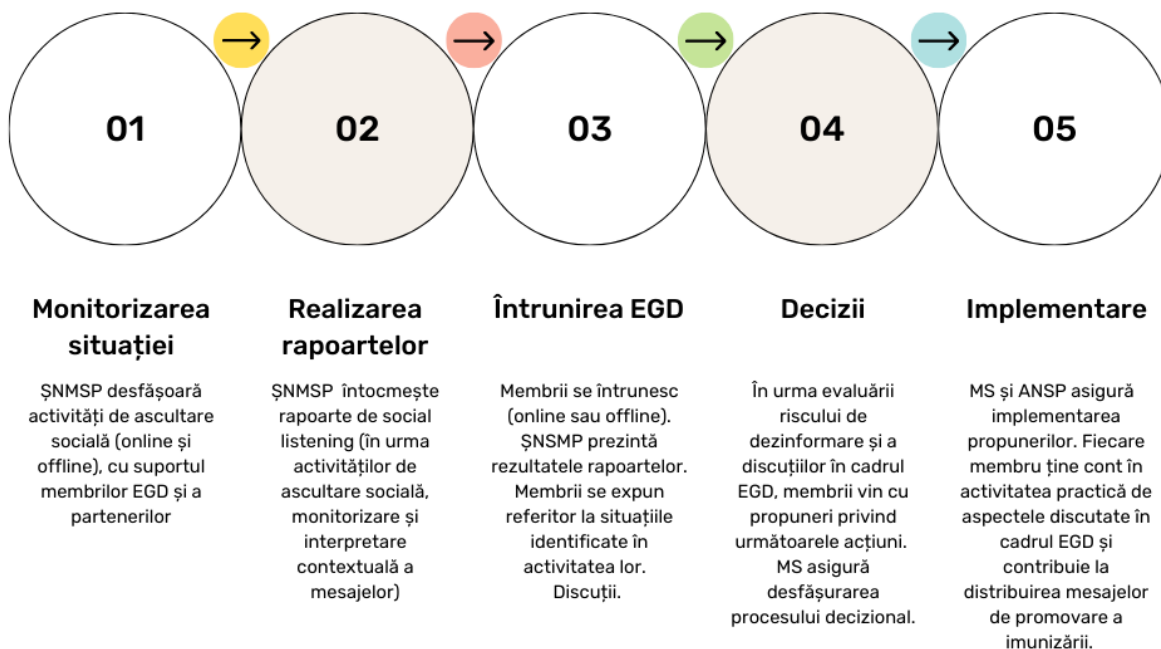 01
02
03
04
05
Monitorizarea
situației
ȘNMSP desfășoară
activități de ascultare
socială (online și
offline), cu suportul
membrilor EGD și a
partenerilor
Realizarea
rapoartelor
ȘNMSP întocmește
rapoarte de social
listening (în urma
activităților de
ascultare socială,
monitorizare și
interpretare
contextuală a
mesajelor)
Întrunirea EGD
Membrii se întrunesc
(online sau offline).
ȘNSMP prezintă
rezultatele rapoartelor.
Membrii se expun
referitor la situațiile
identificate în
activitatea lor.
Discuții.
Decizii
În urma evaluării
riscului de
dezinformare și a
discuțiilor în cadrul
EGD, membrii vin cu
propuneri privind
următoarele acțiuni.
MS asigură
desfășurarea
procesului decizional.
Implementare
MS și ANSP asigură
implementarea
propunerilor. Fiecare
membru ține cont în
activitatea practică de
aspectele discutate în
cadrul EGD și
contribuie la
distribuirea mesajelor
de promovare a
imunizării.